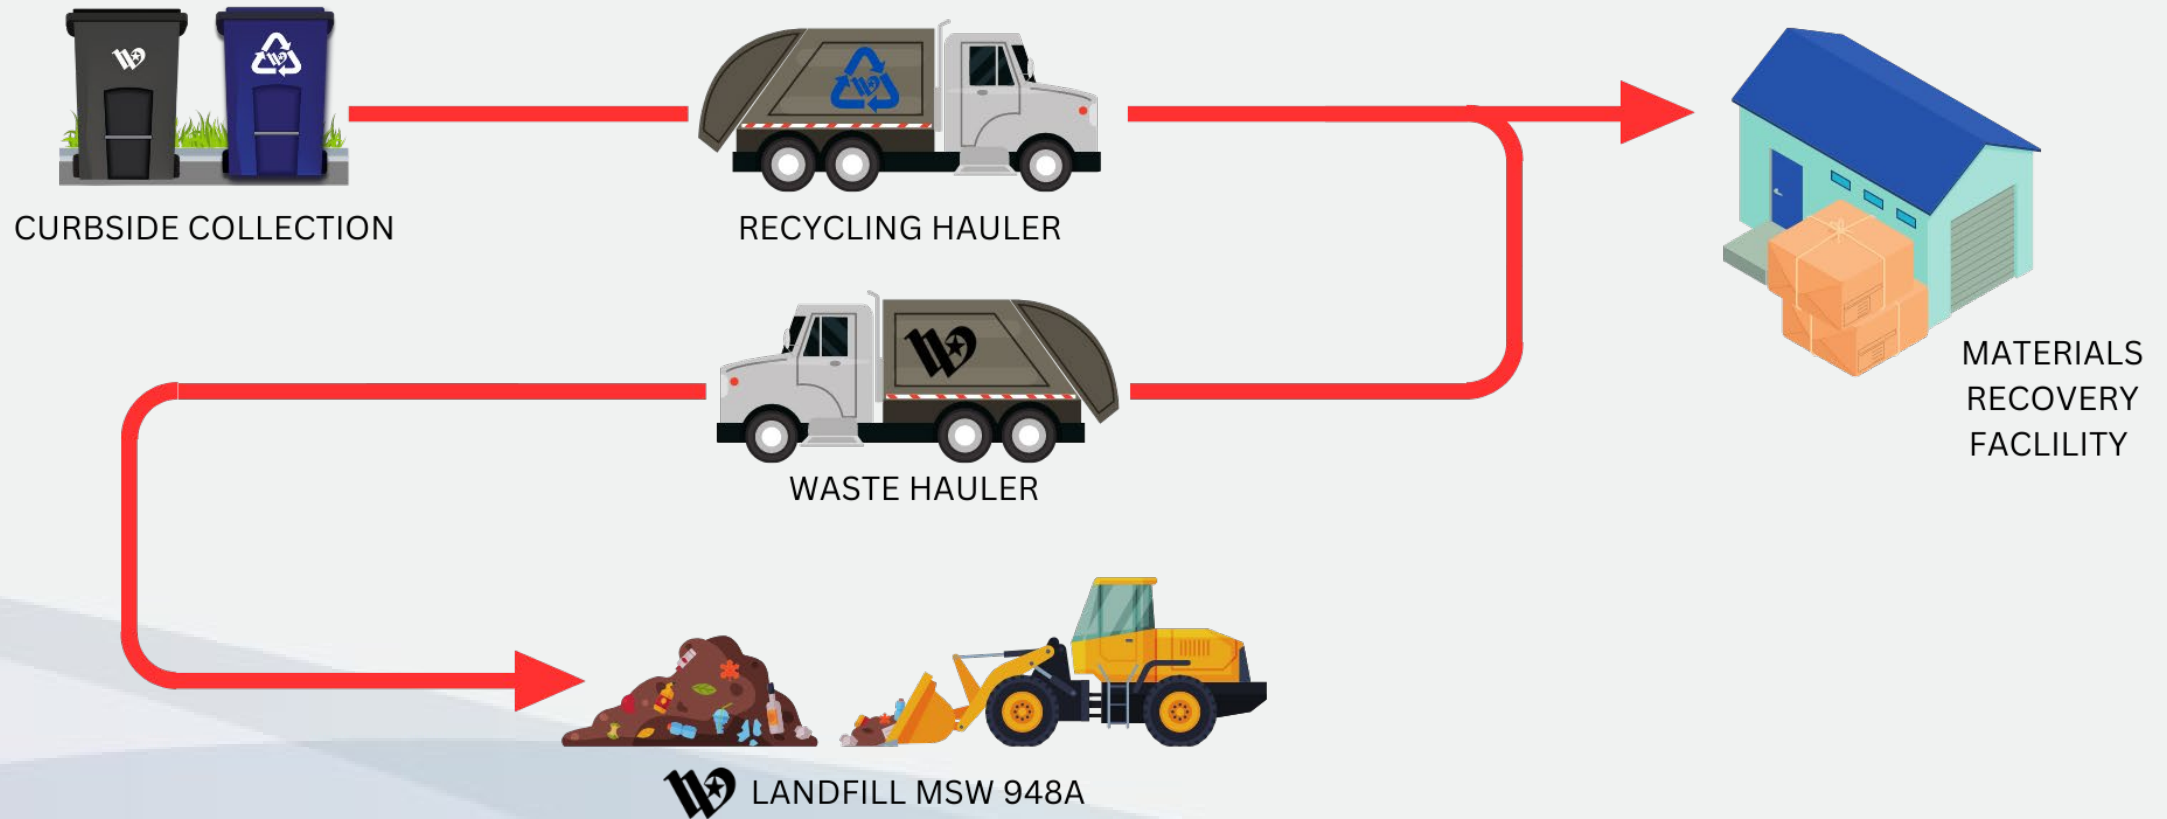 CURBSIDE COLLECTION
RECYCLING HAULER
WASTE HAULER
MATERIALS
RECOVERY
FACLILITY
LANDFILL MSW 948A